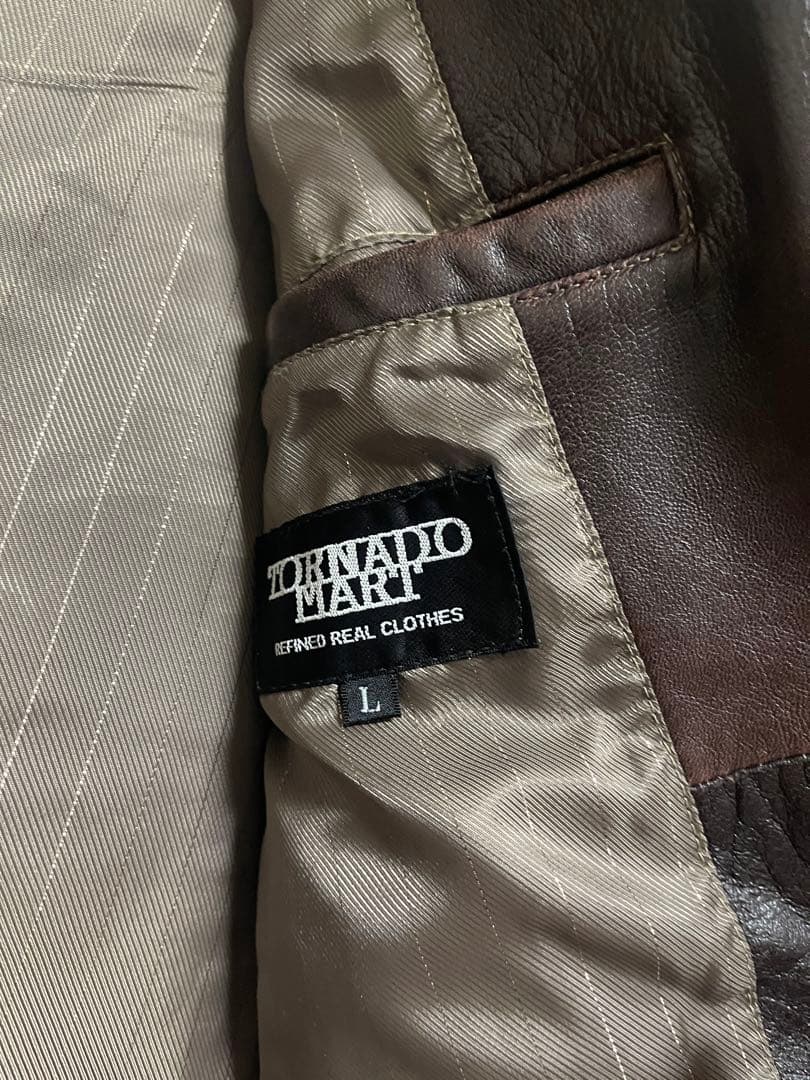 TORNADO
MART
REFINED REAL CLOTHES
L